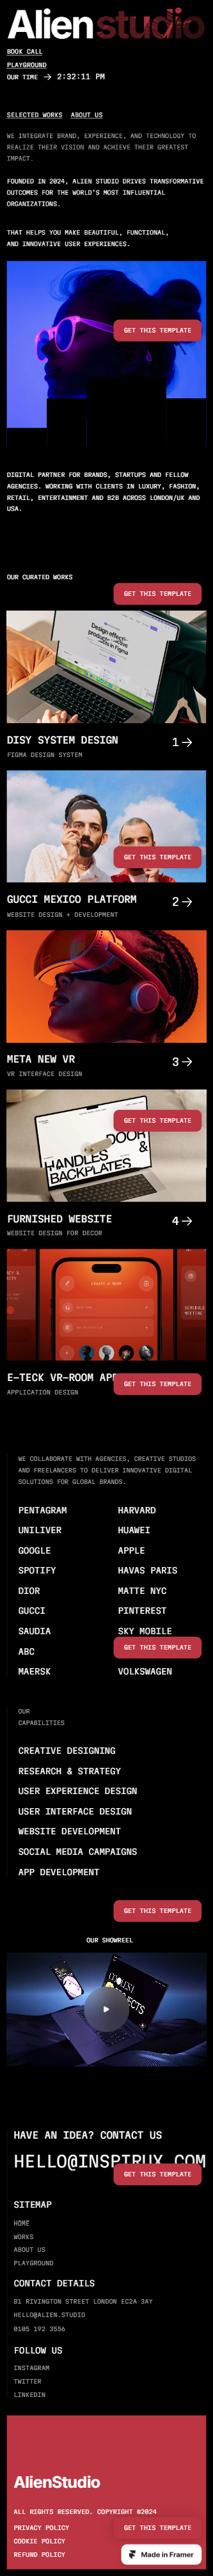 Alien studio
BOOK CALL
PLAYGROUND
OUR TIME → 2:32:11 PM
SELECTED WORKS ABOUT US
WE INTEGRATE BRAND, EXPERIENCE, AND TECHNOLOGY TO
REALIZE THEIR VISION AND ACHIEVE THEIR GREATEST
IMPACT.
FOUNDED IN 2024, ALIEN STUDIO DRIVES TRANSFORMATIVE
OUTCOMES FOR THE WORLD'S MOST INFLUENTIAL
ORGANIZATIONS.
THAT HELPS YOU MAKE BEAUTIFUL, FUNCTIONAL,
AND INNOVATIVE USER EXPERIENCES.
GET THIS TEMPLATE
DIGITAL PARTNER FOR BRANDS, STARTUPS AND FELLOW
AGENCIES. WORKING WITH CLIENTS IN LUXURY, FASHION,
RETAIL, ENTERTAINMENT AND B2B ACROSS LONDON/UK AND
USA.
OUR CURATED WORKS
GET THIS TEMPLATE
Design effective
products in Figma
DISY SYSTEM DESIGN 1→
FIGMA DESIGN SYSTEM
GET THIS TEMPLATE
GUCCI MEXICO PLATFORM 2→
WEBSITE DESIGN + DEVELOPMENT
META NEW VR 3→
VR INTERFACE DESIGN
GET THIS TEMPLATE
DOOR
HANDLES &
BACKPLATES
FURNISHED WEBSITE 4→
WEBSITE DESIGN FOR DECOR
CREATE A ROOM
E-TECK VR-ROOM APP
GET THIS TEMPLATE
APPLICATION DESIGN
WE COLLABORATE WITH AGENCIES, CREATIVE STUDIOS
AND FREELANCERS TO DELIVER INNOVATIVE DIGITAL
SOLUTIONS FOR GLOBAL BRANDS.
PENTAGRAM HARVARD
UNILIVER HUAWEI
GOOGLE APPLE
SPOTIFY HAVAS PARIS
DIOR MATTE NYC
GUCCI PINTEREST
SAUDIA SKY MOBILE
ABC GET THIS TEMPLATE
MAERSK VOLKSWAGEN
OUR
CAPABILITIES
CREATIVE DESIGNING
RESEARCH & STRATEGY
USER EXPERIENCE DESIGN
USER INTERFACE DESIGN
WEBSITE DEVELOPMENT
SOCIAL MEDIA CAMPAIGNS
APP DEVELOPMENT
GET THIS TEMPLATE
OUR SHOWREEL
HAVE AN IDEA? CONTACT US
HELLO@INSPIRUX.COM
GET THIS TEMPLATE
SITEMAP
HOME
WORKS
ABOUT US
PLAYGROUND
CONTACT DETAILS
81 RIVINGTON STREET LONDON EC2A 3AY
HELLO@ALIEN.STUDIO
0105 192 3556
FOLLOW US
INSTAGRAM
TWITTER
LINKEDIN
AlienStudio
ALL RIGHTS RESERVED. COPYRIGHT ©2024
PRIVACY POLICY
GET THIS TEMPLATE
COOKIE POLICY
REFUND POLICY
Made in Framer